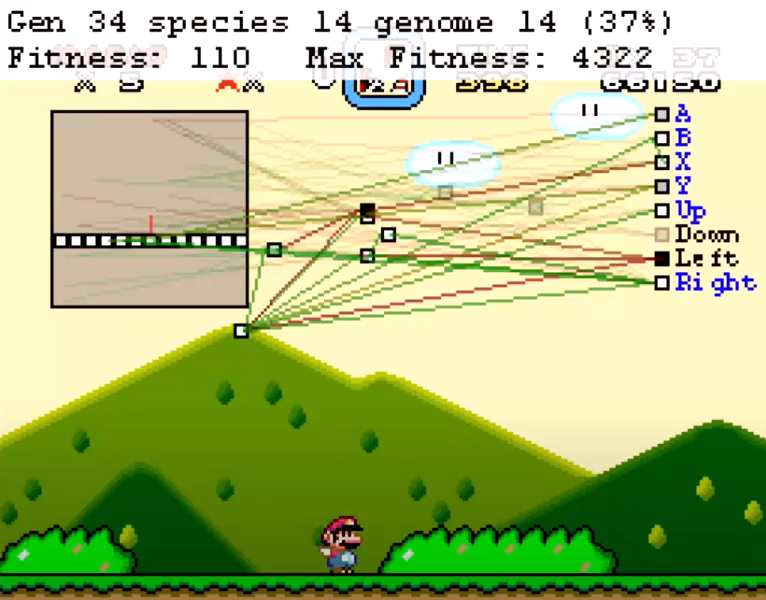 Gen 34 species 14 genome 14 (37%)
Fitness: 110 Max Fitness: 4322
A
B
X
Y
Up
Down
Left
Right